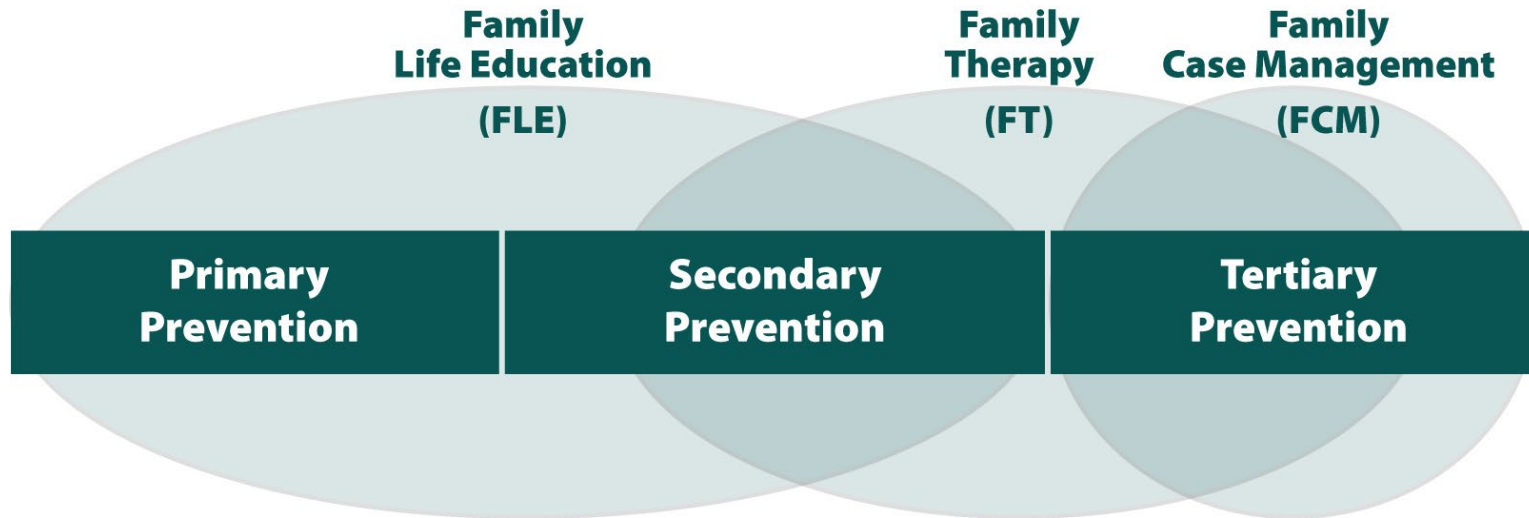 Family
Life Education
(FLE)
Family
Therapy
(FT)
Family
Case Management
(FCM)
Primary
Prevention
Secondary
Prevention
Tertiary
Prevention